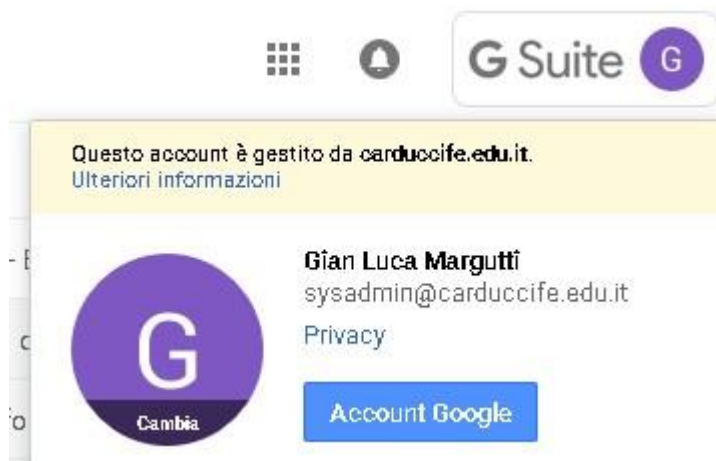 G Suite G
Questo account è gestito da carduccife.edu.it.
Ulteriori informazioni
Gian Luca Margutti
sysadmin@carduccife.edu.it
Privacy
G
Cambia
Account Google